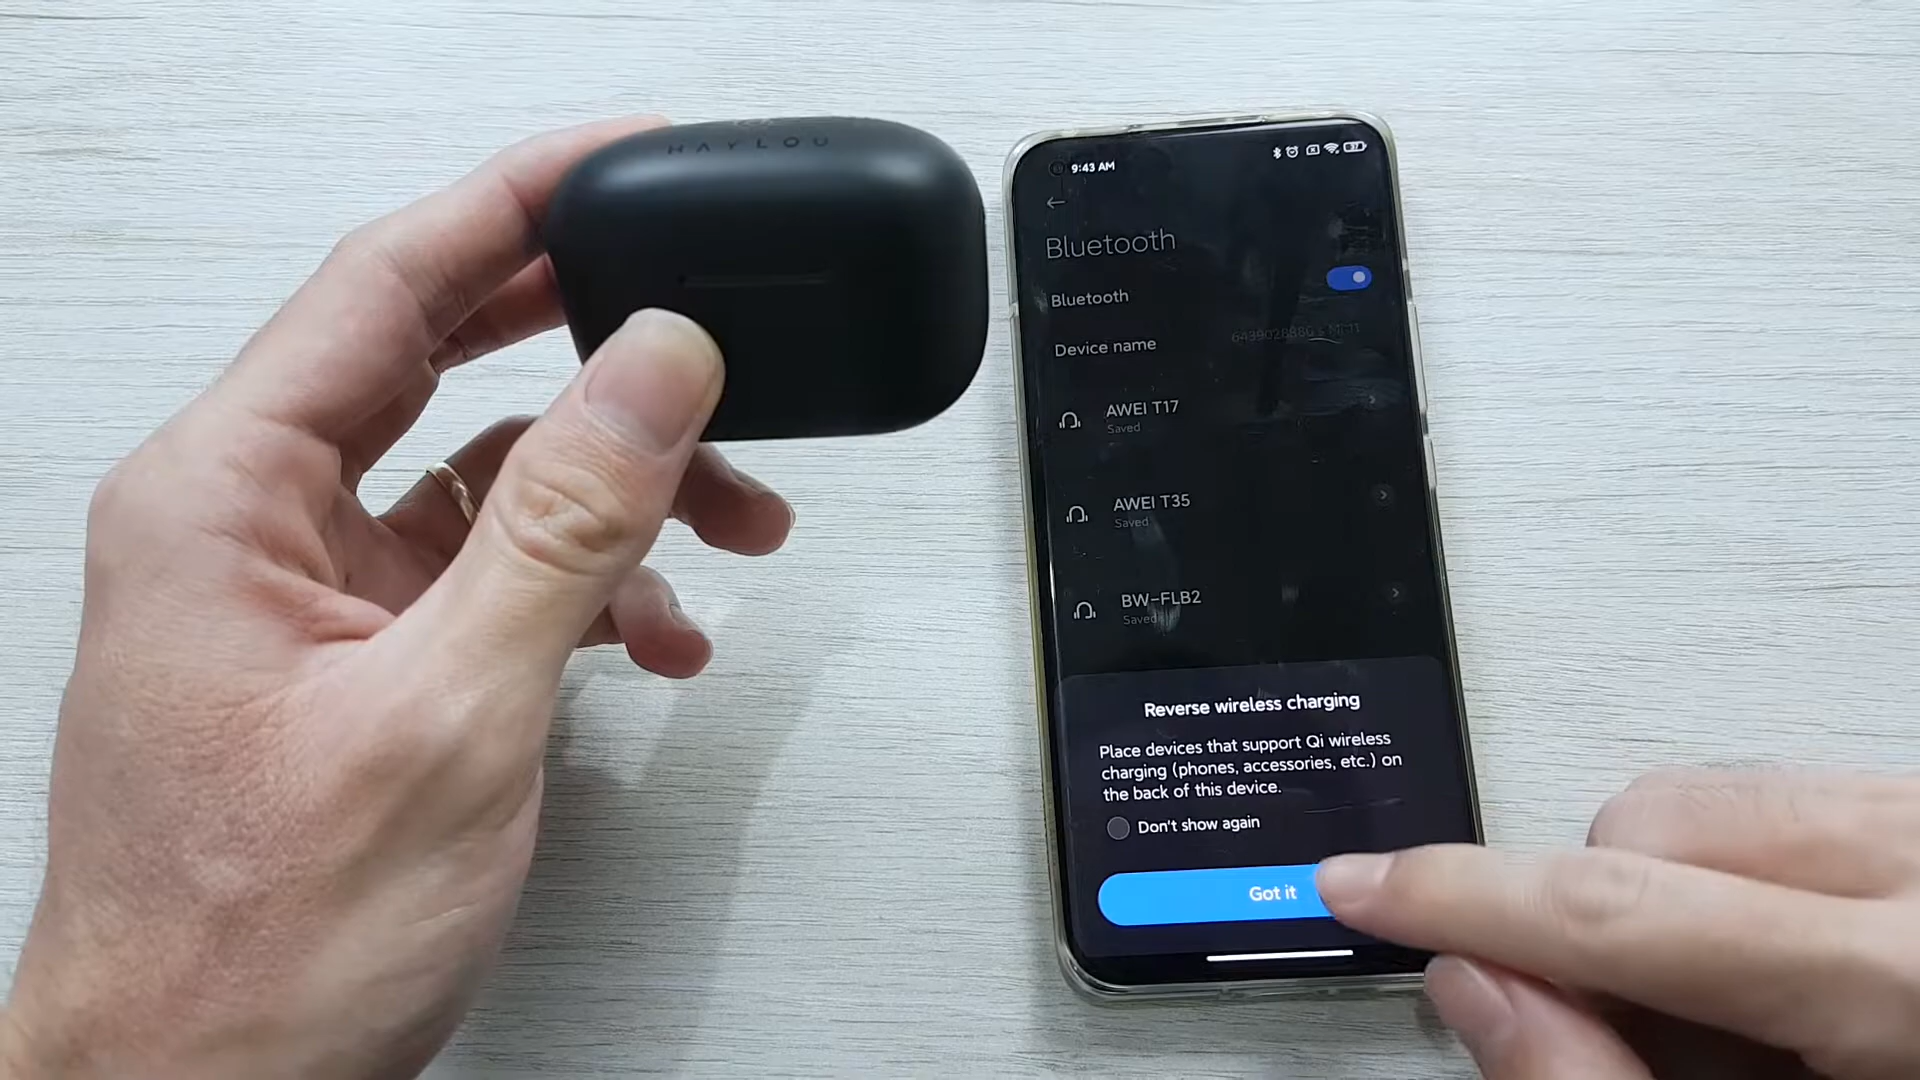 HAYLOU
9:43 AM
37
Bluetooth
Bluetooth
Device name
AWEI T17
Saved
AWEI T35
Saved
BW-FLB2
Saved
Reverse wireless charging
Place devices that support Qi wireless
charging (phones, accessories, etc.) on
the back of this device.
Don't show again
Got it